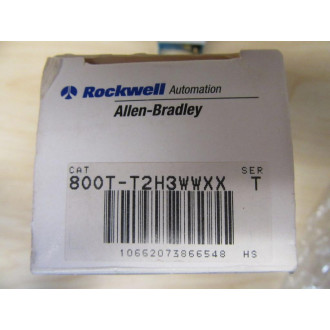 Rockwell Automation
Allen-Bradley
CAT SER
800T-T2H3WWXX T
10662073866548 HS